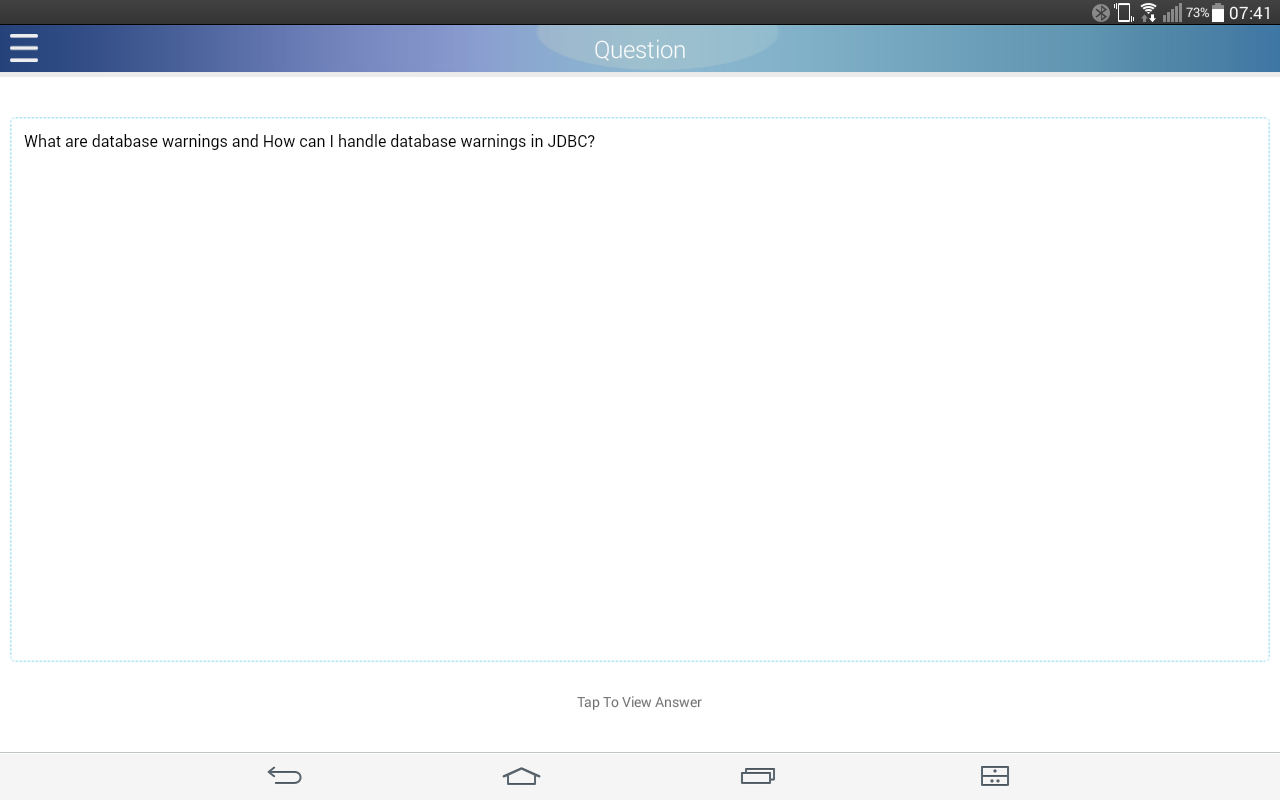 73% 07:41
Question
What are database warnings and How can I handle database warnings in JDBC?
Tap To View Answer